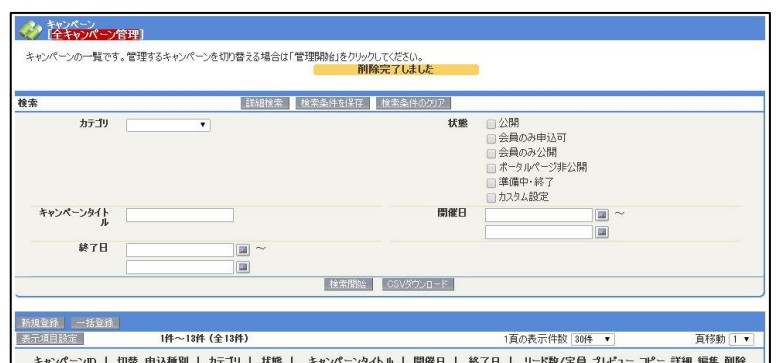 キャンペーン
[全キャンペーン管理]
キャンペーンの一覧です。管理するキャンペーンを切り替える場合は「管理開始」をクリックしてください。
削除完了しました
検索 詳細検索 検索条件を保存 検索条件のクリア
カテゴリ 状態 公開
会員のみ申込可
会員のみ公開
ポータルページ非公開
準備中・終了
カスタム設定
キャンペーンタイト
ル 開催日 ～
終了日 ～
検索開始 CSVダウンロード
新規登録 一括登録
表示項目設定 1件～13件 (全13件) 1頁の表示件数 30件 頁移動 1
キャンペーンID | 切替 申込種別 | カテゴリ | 状態 | キャンペーンタイトル | 開催日 | 終了日 | リード数/定員 プレビュー コピー 詳細 編集 削除